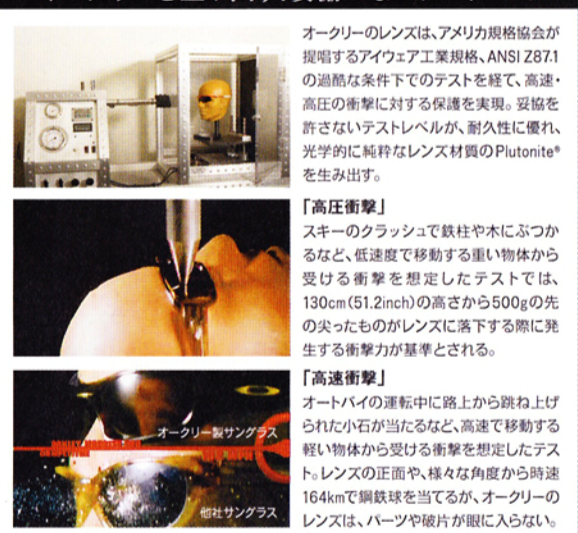 オークリーのレンズは、アメリカ規格協会が
提唱するアイウェア工業規格、ANSI Z87.1
の過酷な条件下でのテストを経て、高速・
高圧の衝撃に対する保護を実現。妥協を
許さないテストレベルが、耐久性に優れ、
光学的に純粋なレンズ材質のPlutonite®
を生み出す。
「高圧衝撃」
スキーのクラッシュで鉄柱や木にぶつか
るなど、低速度で移動する重い物体から
受ける衝撃を想定したテストでは、
130cm(51.2inch)の高さから500gの先
の尖ったものがレンズに落下する際に発
生する衝撃力が基準とされる。
「高速衝撃」
オートバイの運転中に路上から跳ね上げ
られた小石が当たるなど、高速で移動する
軽い物体から受ける衝撃を想定したテス
ト。レンズの正面や、様々な角度から時速
164kmで鋼鉄球を当てるが、オークリーの
レンズは、パーツや破片が眼に入らない。
オークリー製サングラス
他社サングラス